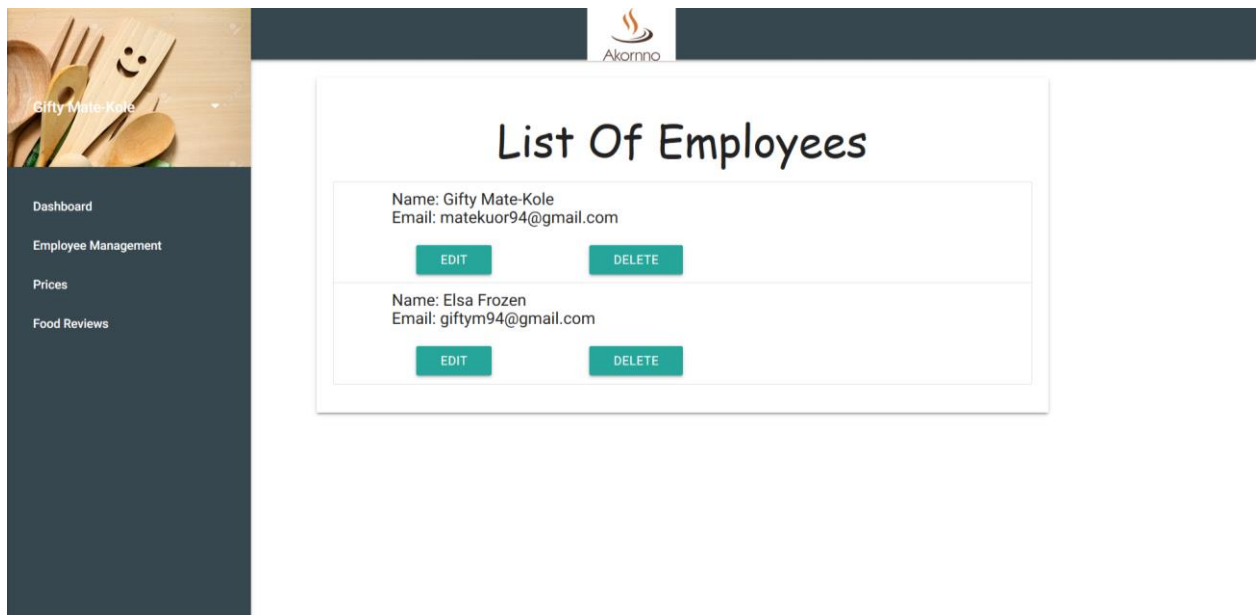 Akornno
Gifty Mate-Kole
Dashboard
Employee Management
Prices
Food Reviews
List Of Employees
Name: Gifty Mate-Kole
Email: matekuor94@gmail.com
EDIT DELETE
Name: Elsa Frozen
Email: giftym94@gmail.com
EDIT DELETE